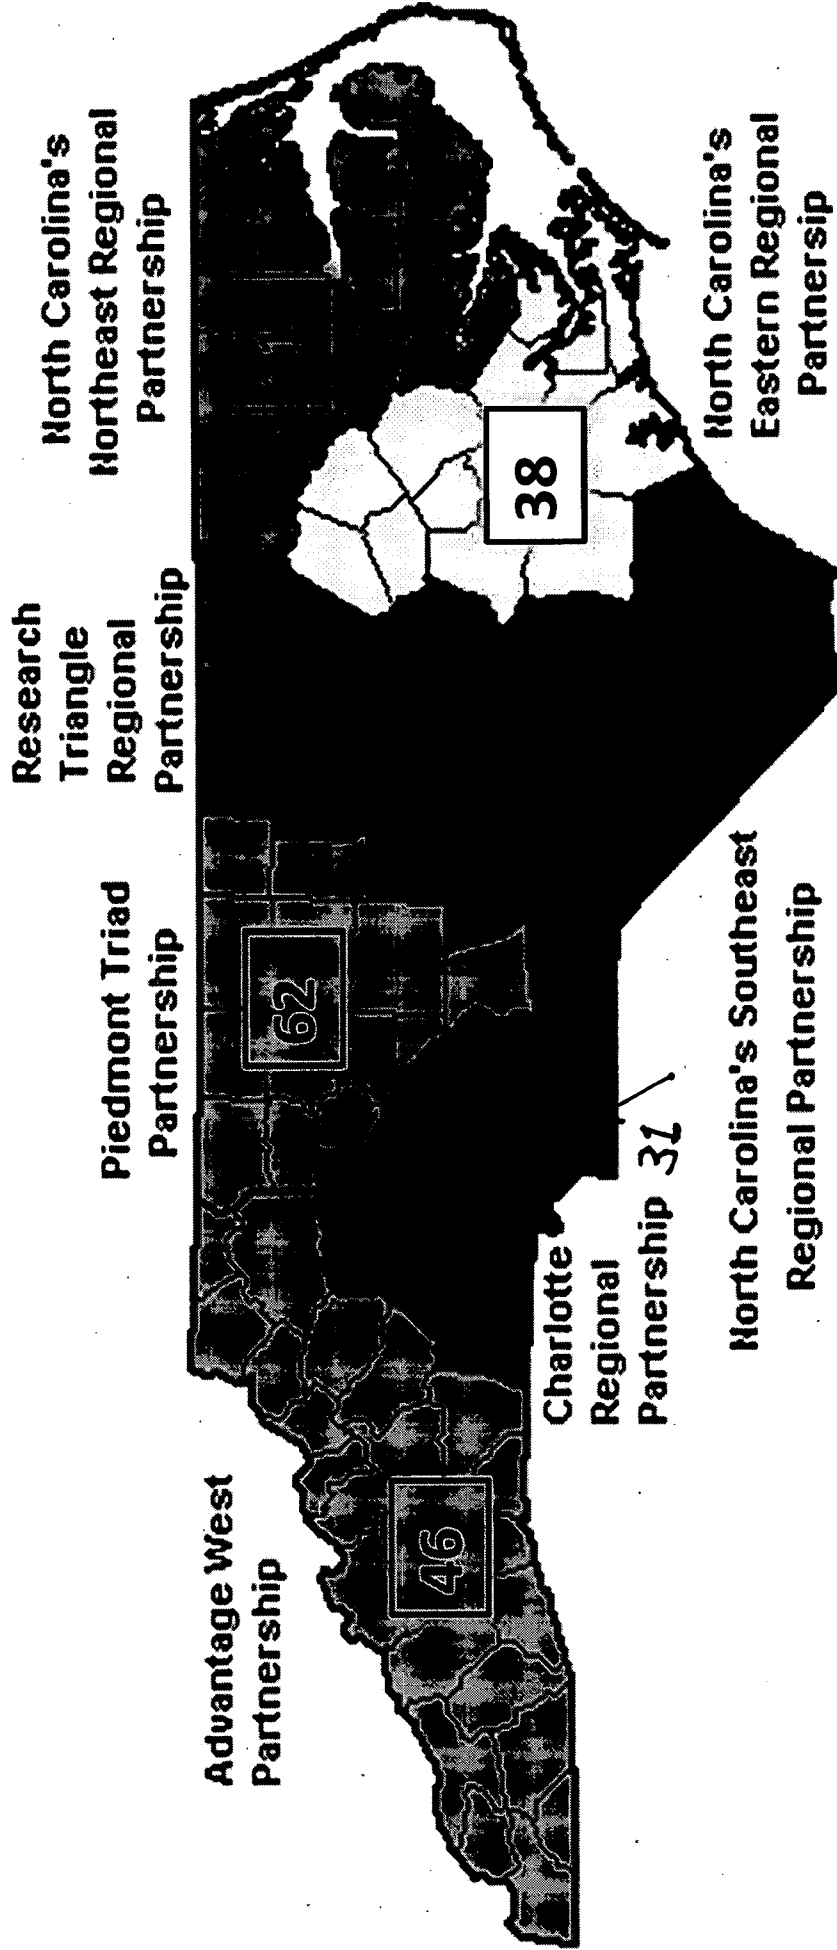 Research
Triangle
Regional
Partnership
North Carolina's
Northeast Regional
Partnership
Piedmont Triad
Partnership
Advantage West
Partnership
62
46
38
Charlotte
Regional
Partnership 31
North Carolina's
Eastern Regional
Partnersip
North Carolina's Southeast
Regional Partnership